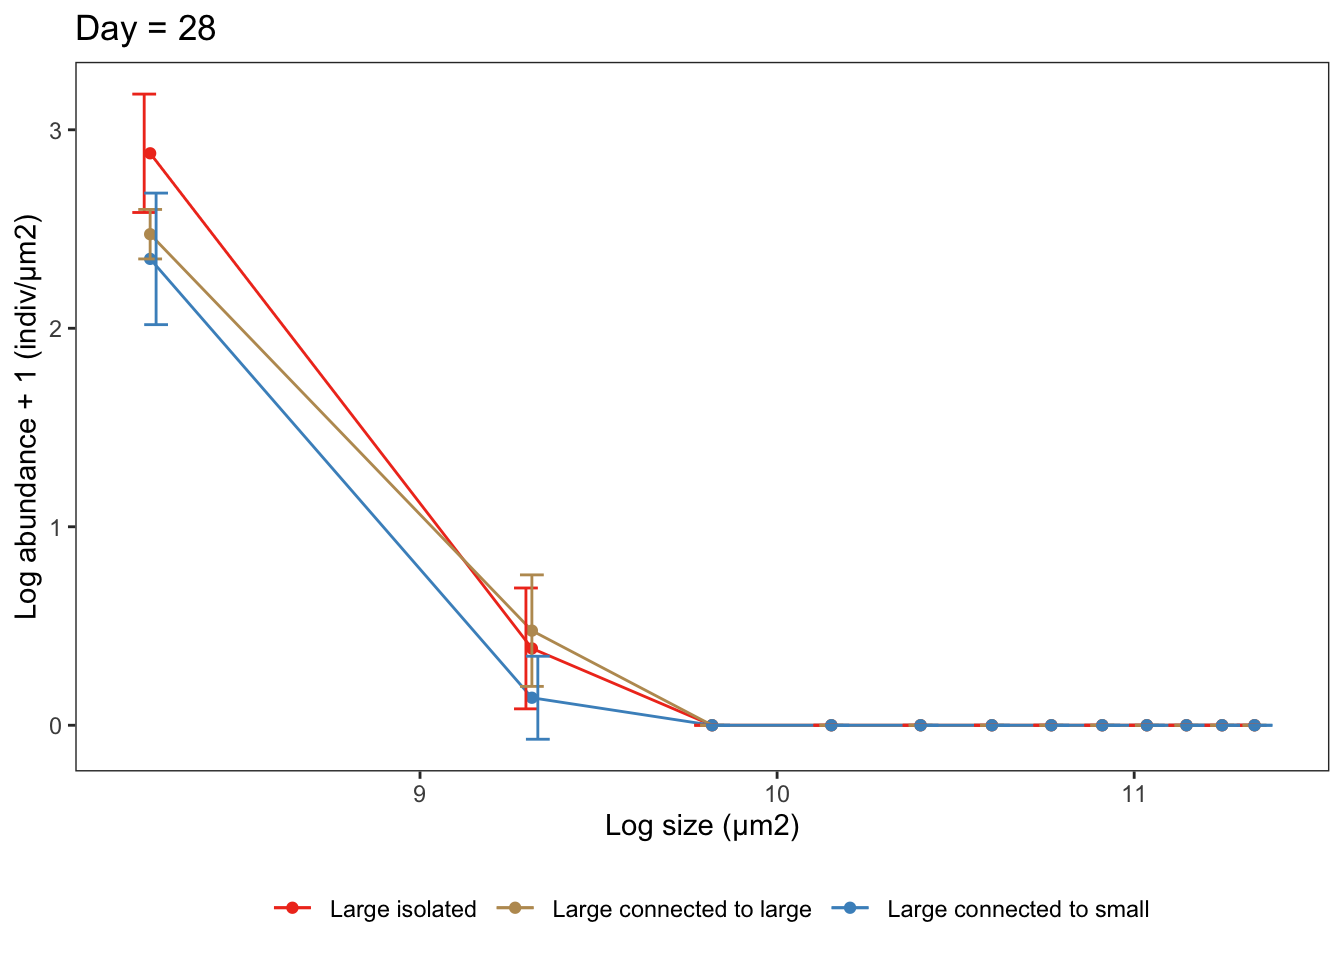 Day = 28
3
2
1
0
Log abundance + 1 (indiv/µm2)
9 10 11
Log size (µm2)
Large isolated Large connected to large Large connected to small